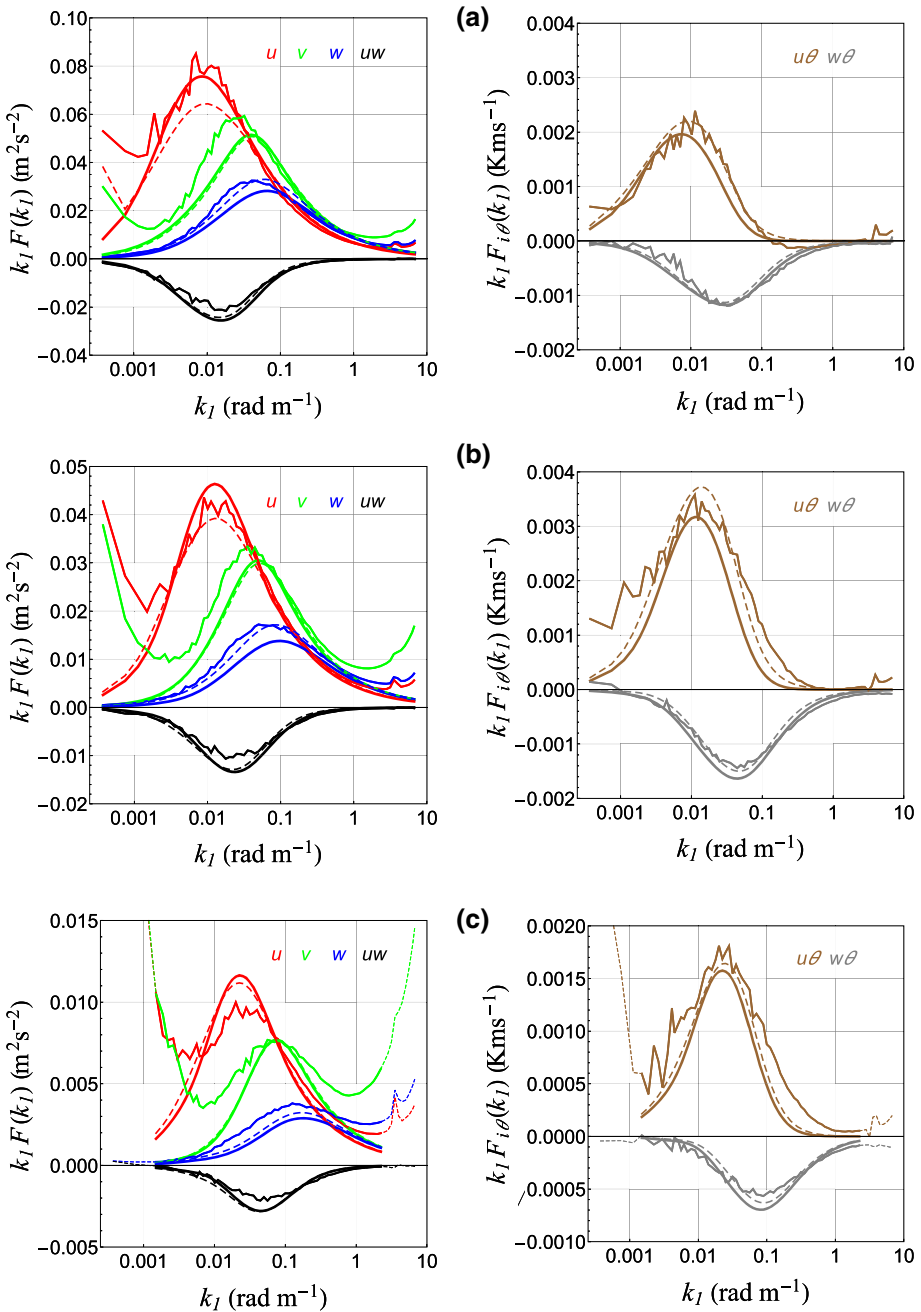 (a)
k₁ F(k₁) (m²s⁻²)
0.10
0.08
0.06
0.04
0.02
0.00
−0.02
−0.04
u v w uw
0.001 0.01 0.1 1 10
k₁ (rad m⁻¹)
k₁ Fᵢθ(k₁) (Kms⁻¹)
0.004
0.003
0.002
0.001
0.000
−0.001
−0.002
uθ wθ
0.001 0.01 0.1 1 10
k₁ (rad m⁻¹)
(b)
k₁ F(k₁) (m²s⁻²)
0.05
0.04
0.03
0.02
0.01
0.00
−0.01
−0.02
u v w uw
0.001 0.01 0.1 1 10
k₁ (rad m⁻¹)
k₁ Fᵢθ(k₁) (Kms⁻¹)
0.004
0.003
0.002
0.001
0.000
−0.001
−0.002
uθ wθ
0.001 0.01 0.1 1 10
k₁ (rad m⁻¹)
(c)
k₁ F(k₁) (m²s⁻²)
0.015
0.010
0.005
0.000
−0.005
u v w uw
0.001 0.01 0.1 1 10
k₁ (rad m⁻¹)
k₁ Fᵢθ(k₁) (Kms⁻¹)
0.0020
0.0015
0.0010
0.0005
0.0000
0.0005
−0.0010
uθ wθ
0.001 0.01 0.1 1 10
k₁ (rad m⁻¹)